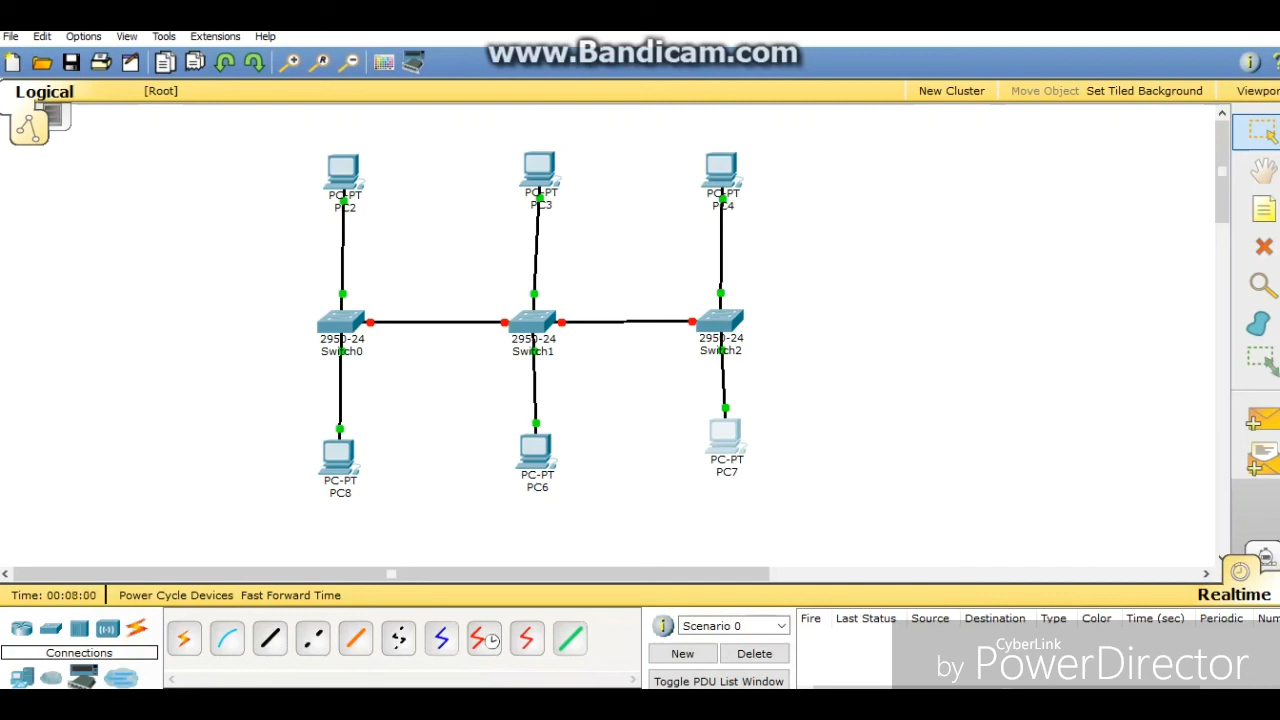 www.Bandicam.com
File Edit Options View Tools Extensions Help
Logical [Root] New Cluster Move Object Set Tiled Background Viewpor
PC-PT
PC2
PC-PT
PC3
PC-PT
PC4
2950-24
Switch0
2950-24
Switch1
2950-24
Switch2
PC-PT
PC8
PC-PT
PC6
PC-PT
PC7
Time: 00:08:00 Power Cycle Devices Fast Forward Time Realtime
Connections
Scenario 0
New Delete
Toggle PDU List Window
Fire Last Status Source Destination Type Color Time (sec) Periodic Num
CyberLink
by PowerDirector